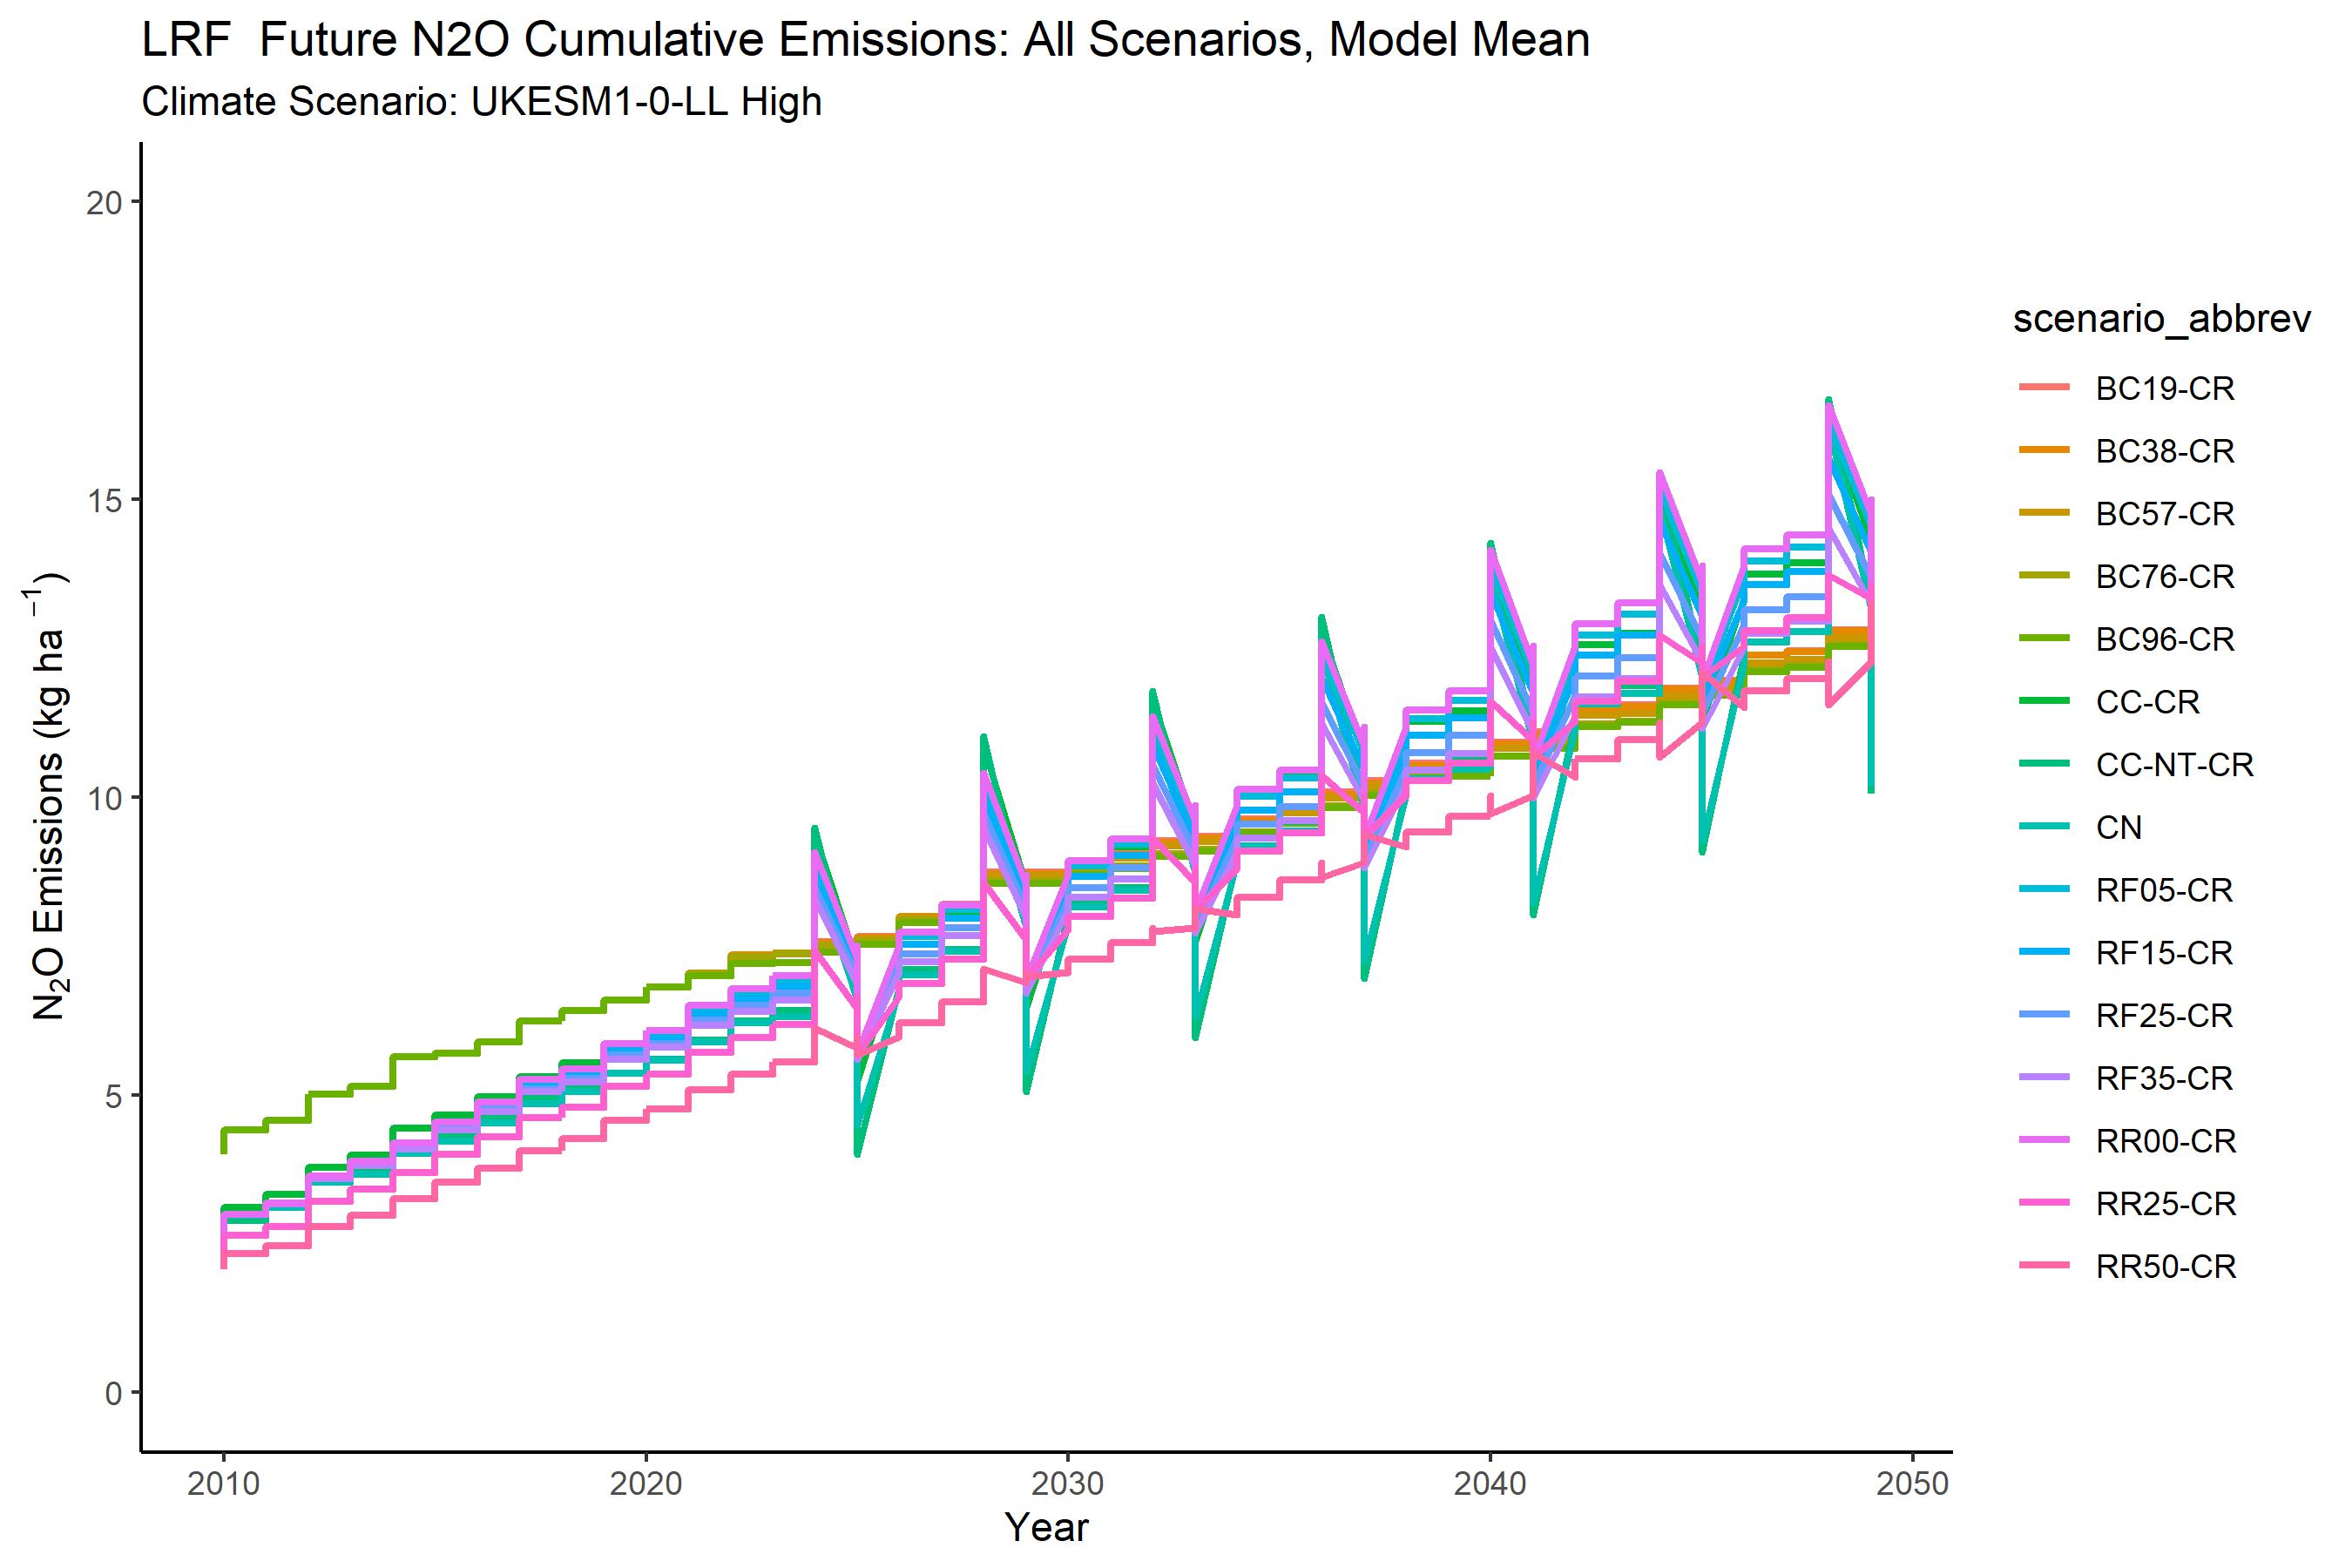 LRF  Future N2O Cumulative Emissions: All Scenarios, Model Mean
Climate Scenario: UKESM1-0-LL High
N₂O Emissions (kg ha ⁻¹)
20
15
10
5
0
2010 2020 2030 2040 2050
Year
scenario_abbrev
BC19-CR
BC38-CR
BC57-CR
BC76-CR
BC96-CR
CC-CR
CC-NT-CR
CN
RF05-CR
RF15-CR
RF25-CR
RF35-CR
RR00-CR
RR25-CR
RR50-CR